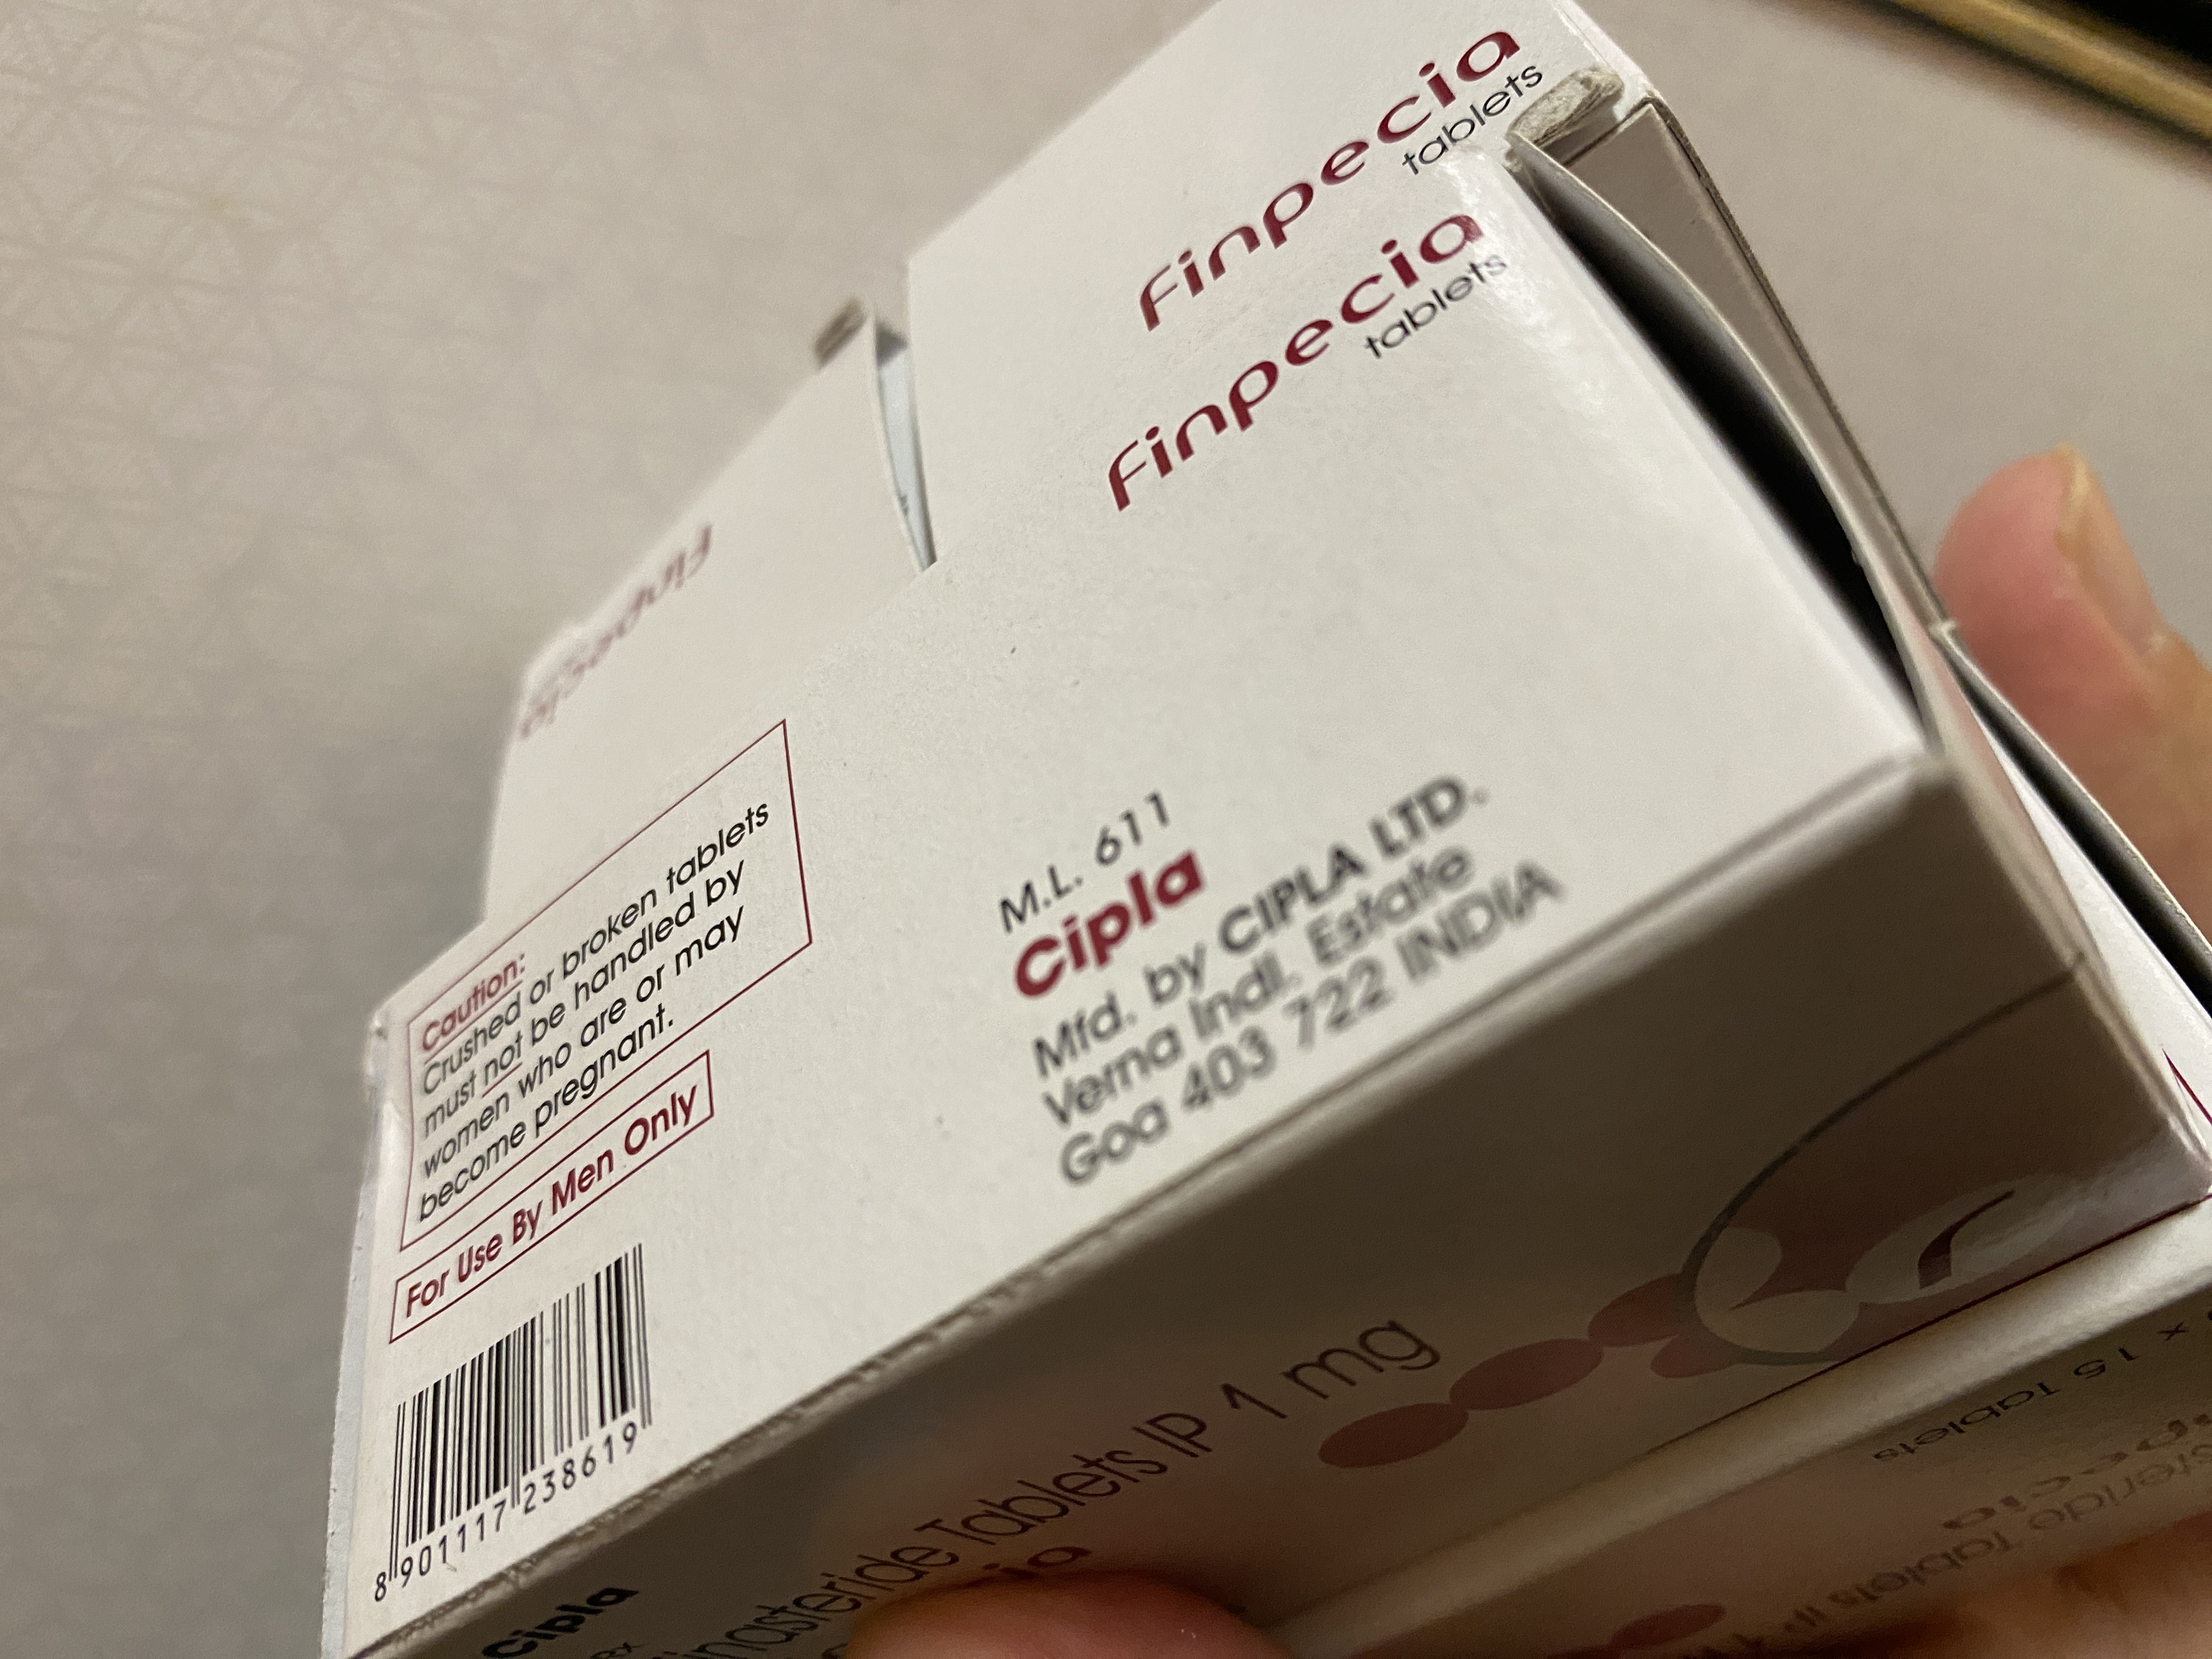 Finpecia
tablets
Finpecia
tablets
Finpecia
Caution:
Crushed or broken tablets
must not be handled by
women who are or may
become pregnant.
For Use By Men Only
8 901117 238619
M.L. 611
Cipla
Mfd. by CIPLA LTD.
Verna Indl. Estate
Goa 403 722 INDIA
Tablets IP 1 mg
Cipla
x 15 Tablets
Tablets